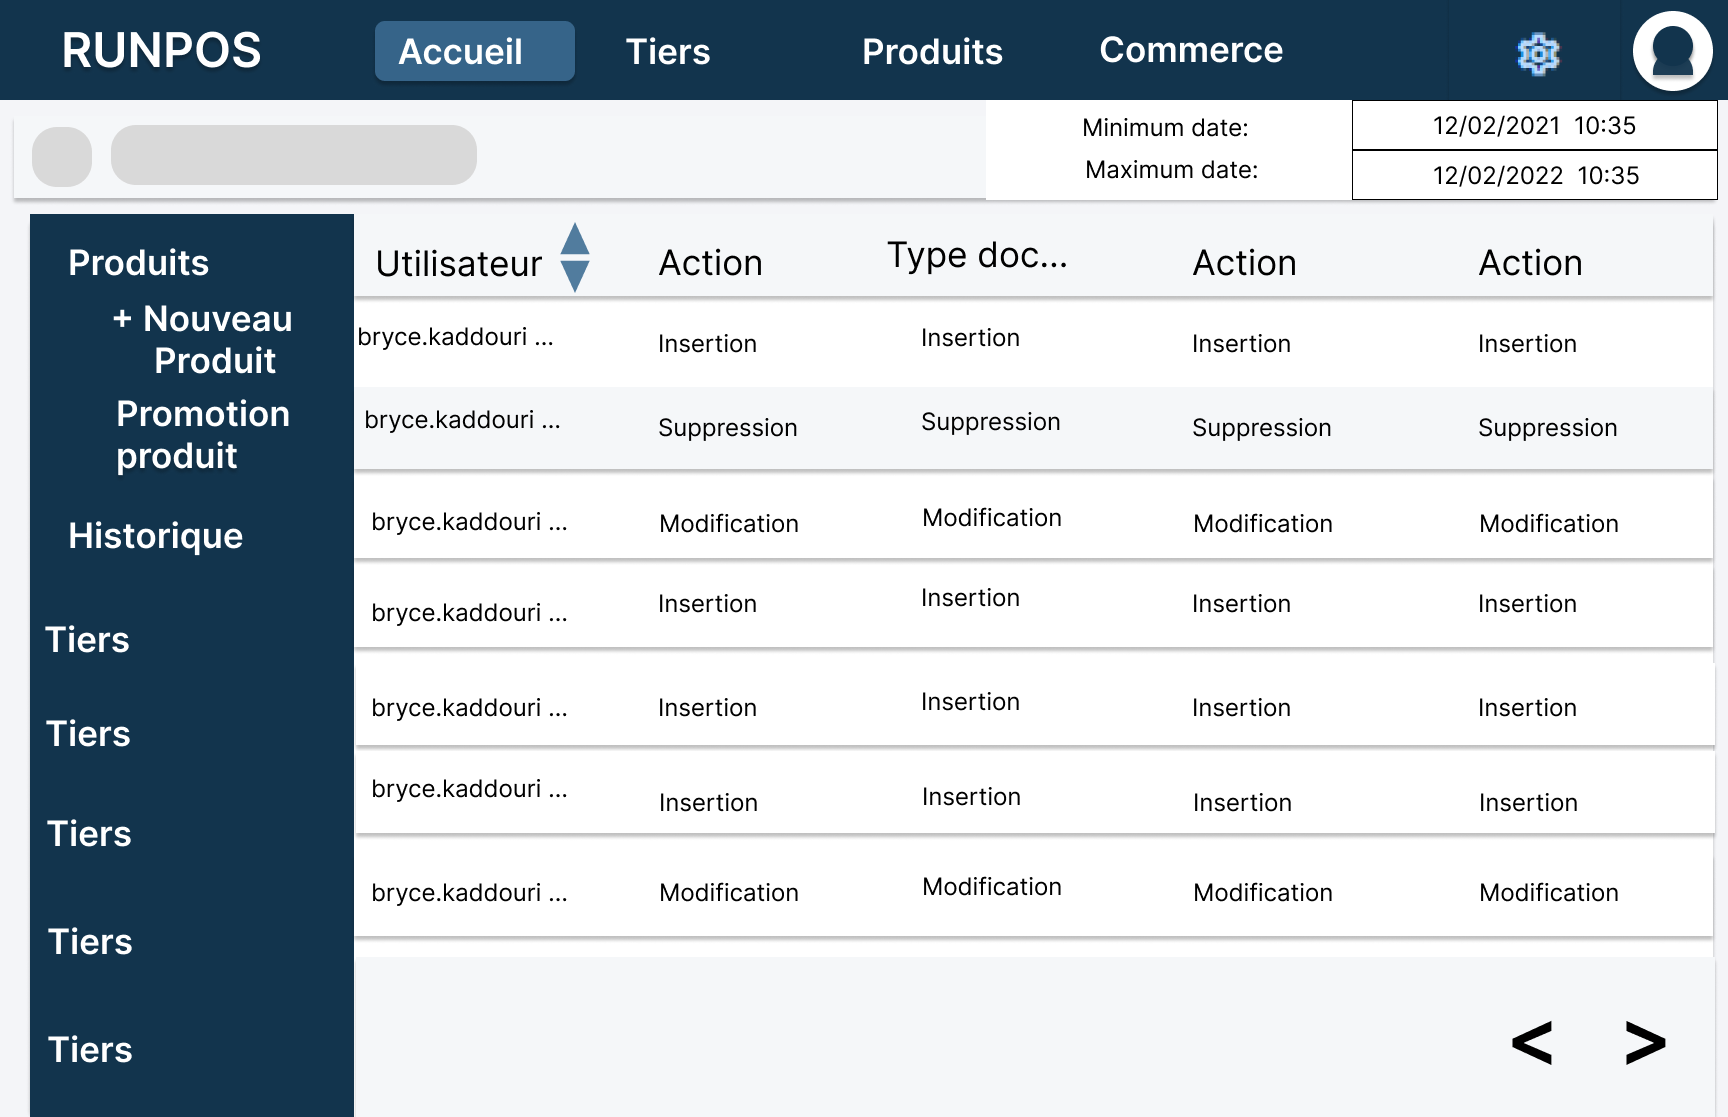 RUNPOS Accueil Tiers Produits Commerce
Minimum date: 12/02/2021 10:35
Maximum date: 12/02/2022 10:35
Produits
+ Nouveau
Produit
Promotion
produit
Historique
Tiers
Tiers
Tiers
Tiers
Tiers
Utilisateur Action Type doc... Action Action
bryce.kaddouri ... Insertion Insertion Insertion Insertion
bryce.kaddouri ... Suppression Suppression Suppression Suppression
bryce.kaddouri ... Modification Modification Modification Modification
bryce.kaddouri ... Insertion Insertion Insertion Insertion
bryce.kaddouri ... Insertion Insertion Insertion Insertion
bryce.kaddouri ... Insertion Insertion Insertion Insertion
bryce.kaddouri ... Modification Modification Modification Modification
< >